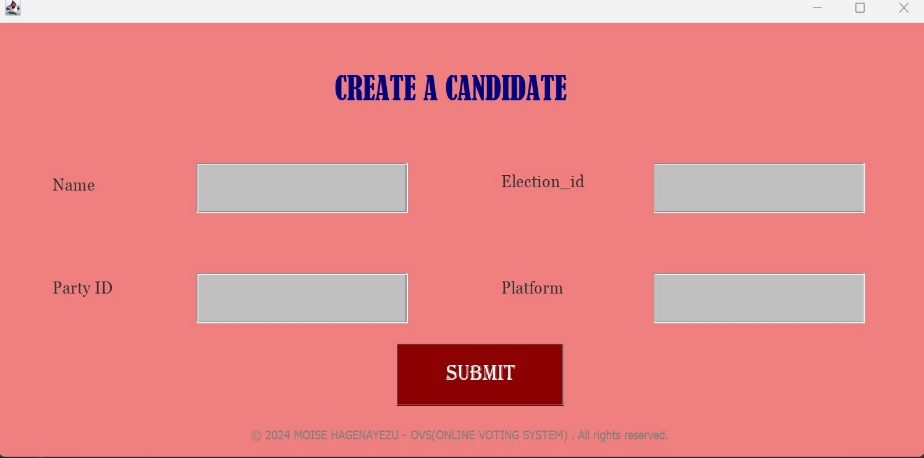 CREATE A CANDIDATE
Name
Election_id
Party ID
Platform
SUBMIT
© 2024 MOISE HAGENAYEZU - OVS(ONLINE VOTING SYSTEM) . All rights reserved.